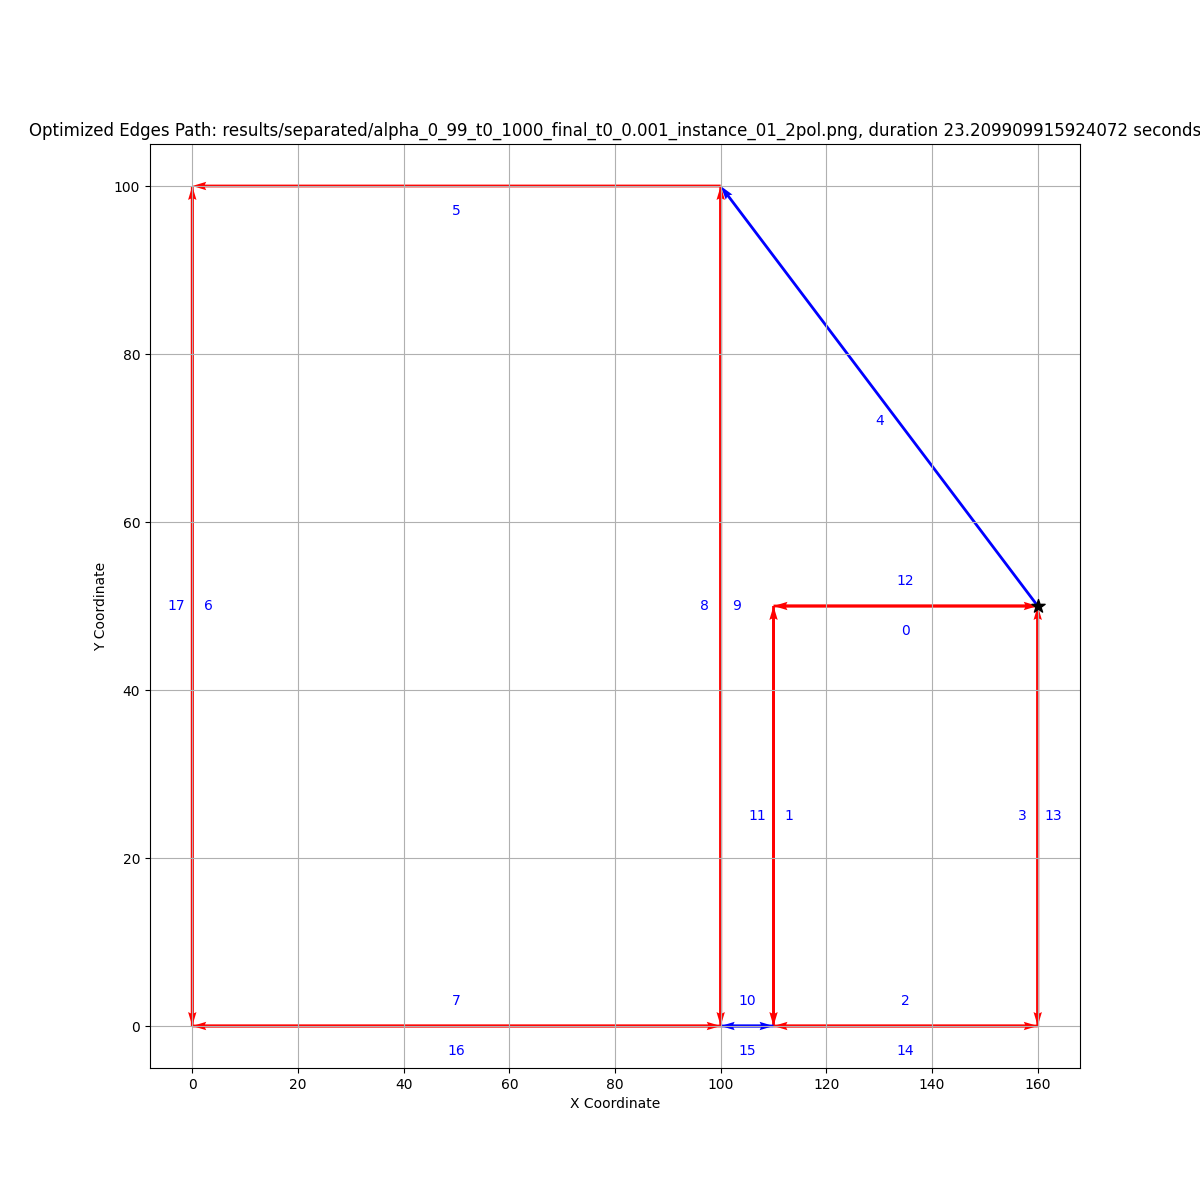 Optimized Edges Path: results/separated/alpha_0_99_t0_1000_final_t0_0.001_instance_01_2pol.png, duration 23.209909915924072 seconds
100
5
80
4
60
12
17 6 8 9
0
40
11 1 3 13
20
7 10 2
0
16 15 14
0 20 40 60 80 100 120 140 160
X Coordinate
Y Coordinate